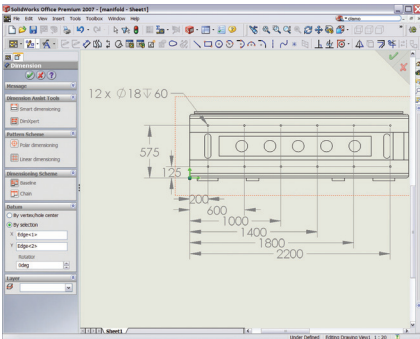 SolidWorks Office Premium 2007 - [manifold - Sheet1]
File Edit View Insert Tools Toolbox Window Help
demo
Dimension
Message
Dimension Assist Tools
Smart dimensioning
DimXpert
Pattern Scheme
Polar dimensioning
Linear dimensioning
Dimensioning Scheme
Baseline
Chain
Datum
By vertex/hole center
By selection
X Edge<1>
Y Edge<2>
Rotator
0deg
Layer
12 x Ø18↧60
575
125
200
600
1000
1400
1800
2200
Sheet1
Under Defined Editing Drawing View1 1 : 20